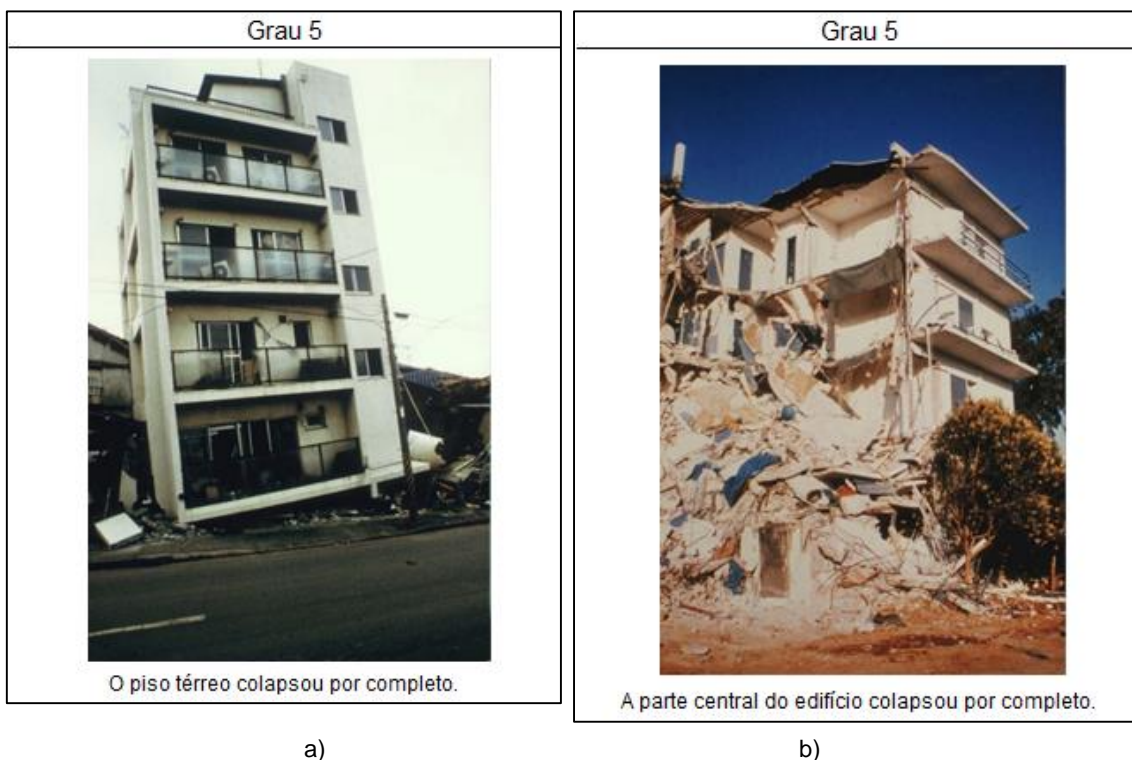 Grau 5
O piso térreo colapsou por completo.
a)
Grau 5
A parte central do edifício colapsou por completo.
b)